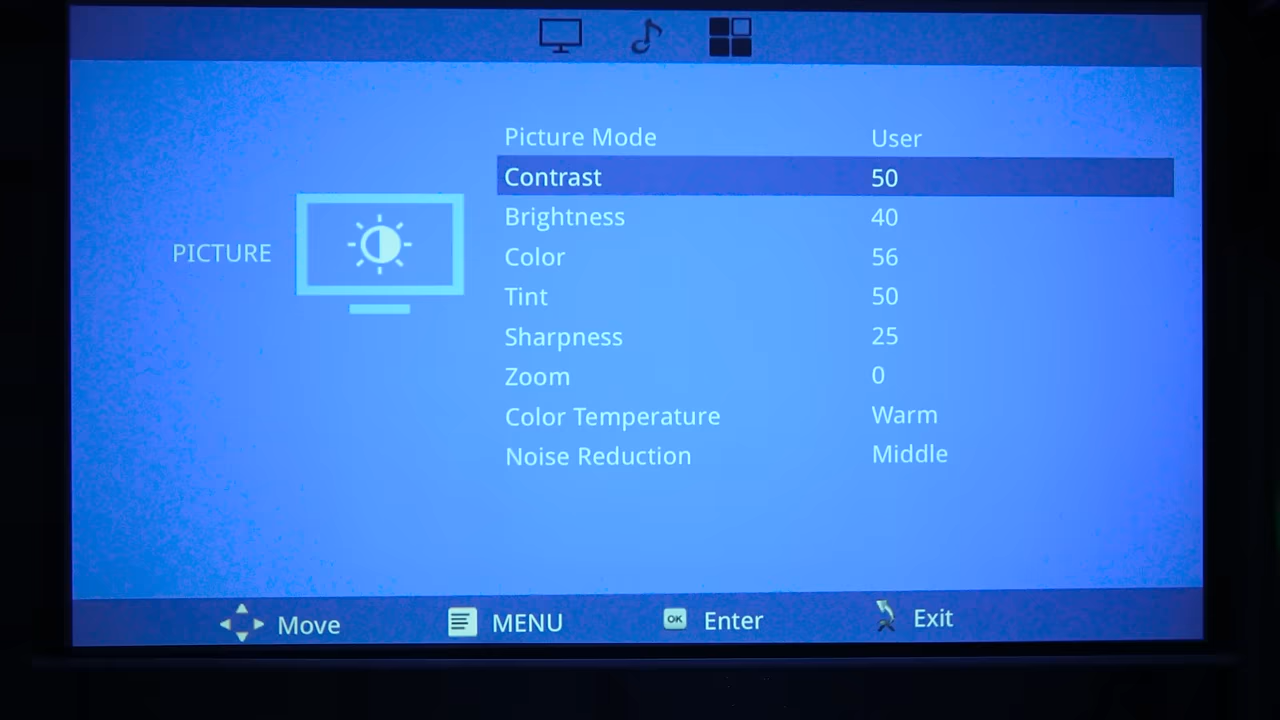 Picture Mode User
Contrast 50
Brightness 40
PICTURE
Color 56
Tint 50
Sharpness 25
Zoom 0
Color Temperature Warm
Noise Reduction Middle
Move MENU OK Enter Exit